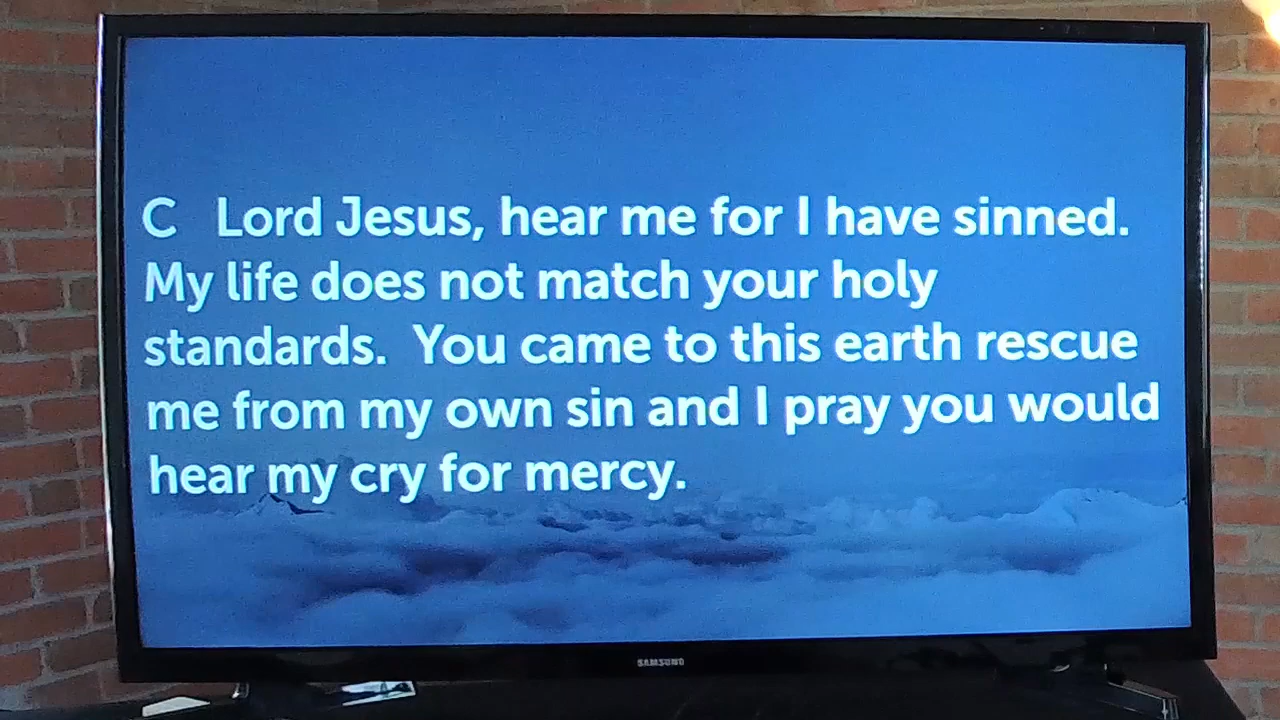 C   Lord Jesus, hear me for I have sinned.
My life does not match your holy
standards.  You came to this earth rescue
me from my own sin and I pray you would
hear my cry for mercy.
SAMSUNG